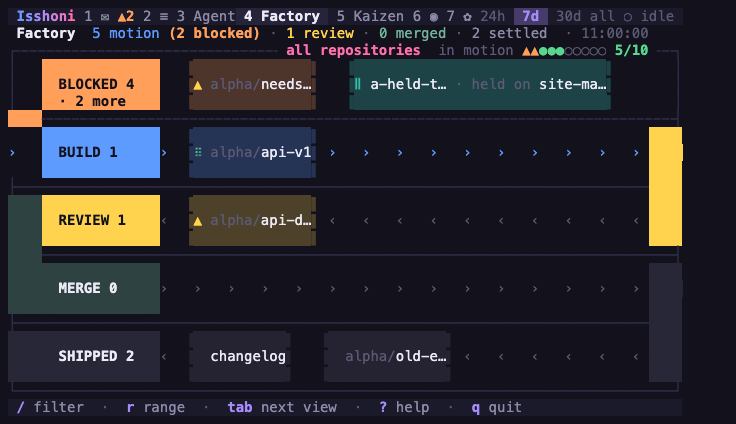 Isshoni 1 ✉ ▲2 2 ≡ 3 Agent 4 Factory 5 Kaizen 6 ◉ 7 ✿ 24h 7d 30d all ○ idle
Factory 5 motion (2 blocked) · 1 review · 0 merged · 2 settled · 11:00:00
all repositories in motion ▲▲●●●○○○○○ 5/10
BLOCKED 4 ▲ alpha/needs… ‖ a-held-t… · held on site-ma…
· 2 more
› BUILD 1 › ⠿ alpha/api-v1 › › › › › › › › › ›
REVIEW 1 ‹ ▲ alpha/api-d… ‹ ‹ ‹ ‹ ‹ ‹ ‹ ‹ ‹ ‹
MERGE 0 › › › › › › › › › › › › › › ›
SHIPPED 2 ‹ changelog ‹ alpha/old-e… ‹ ‹ ‹ ‹ ‹ ‹
/ filter · r range · tab next view · ? help · q quit